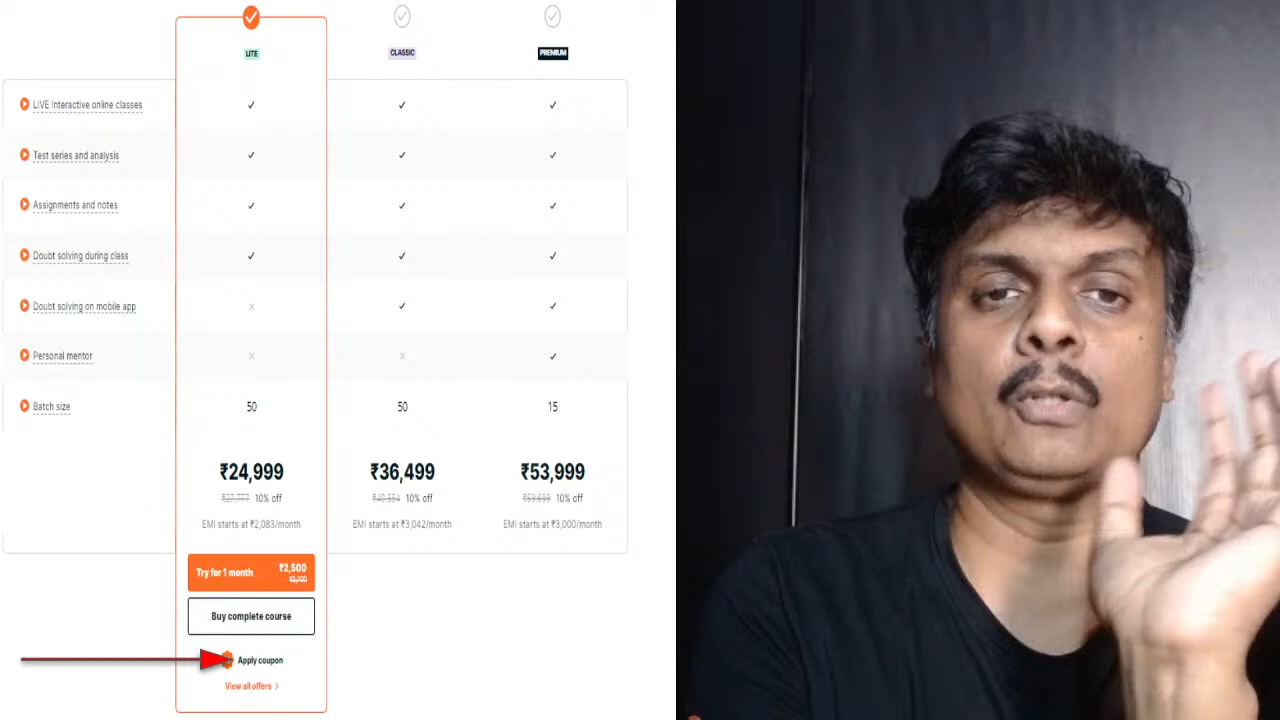 LITE CLASSIC PREMIUM
LIVE Interactive online classes ✓ ✓ ✓
Test series and analysis ✓ ✓ ✓
Assignments and notes ✓ ✓ ✓
Doubt solving during class ✓ ✓ ✓
Doubt solving on mobile app x ✓ ✓
Personal mentor x x ✓
Batch size 50 50 15
₹24,999 ₹36,499 ₹53,999
₹27,777 10% off 10% off 10% off
EMI starts at ₹2,083/month EMI starts at ₹3,042/month EMI starts at ₹3,000/month
Try for 1 month ₹2,500
Buy complete course
Apply coupon
View all offers >